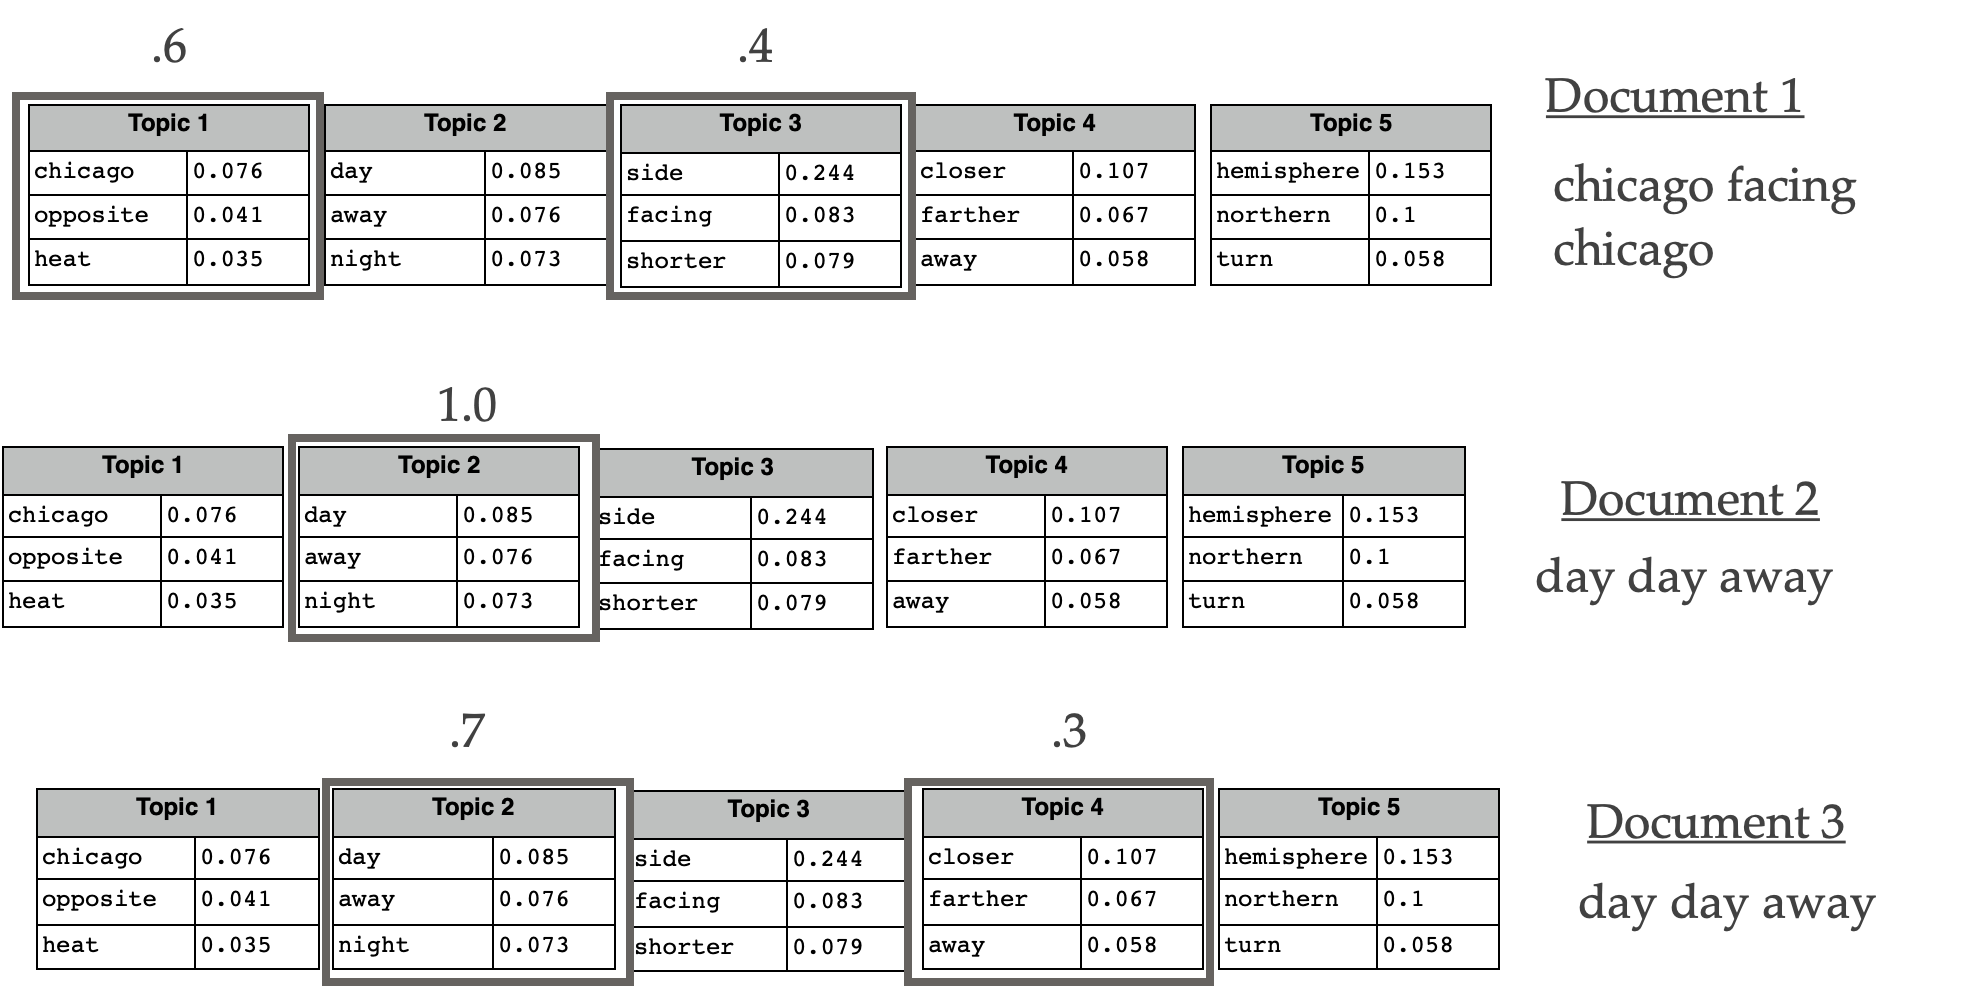 .6 .4
Topic 1 Topic 2 Topic 3 Topic 4 Topic 5 Document 1
chicago 0.076 day 0.085 side 0.244 closer 0.107 hemisphere 0.153 chicago facing
opposite 0.041 away 0.076 facing 0.083 farther 0.067 northern 0.1 chicago
heat 0.035 night 0.073 shorter 0.079 away 0.058 turn 0.058
1.0
Topic 1 Topic 2 Topic 3 Topic 4 Topic 5 Document 2
chicago 0.076 day 0.085 side 0.244 closer 0.107 hemisphere 0.153
opposite 0.041 away 0.076 facing 0.083 farther 0.067 northern 0.1 day day away
heat 0.035 night 0.073 shorter 0.079 away 0.058 turn 0.058
.7 .3
Topic 1 Topic 2 Topic 3 Topic 4 Topic 5 Document 3
chicago 0.076 day 0.085 side 0.244 closer 0.107 hemisphere 0.153
opposite 0.041 away 0.076 facing 0.083 farther 0.067 northern 0.1 day day away
heat 0.035 night 0.073 shorter 0.079 away 0.058 turn 0.058